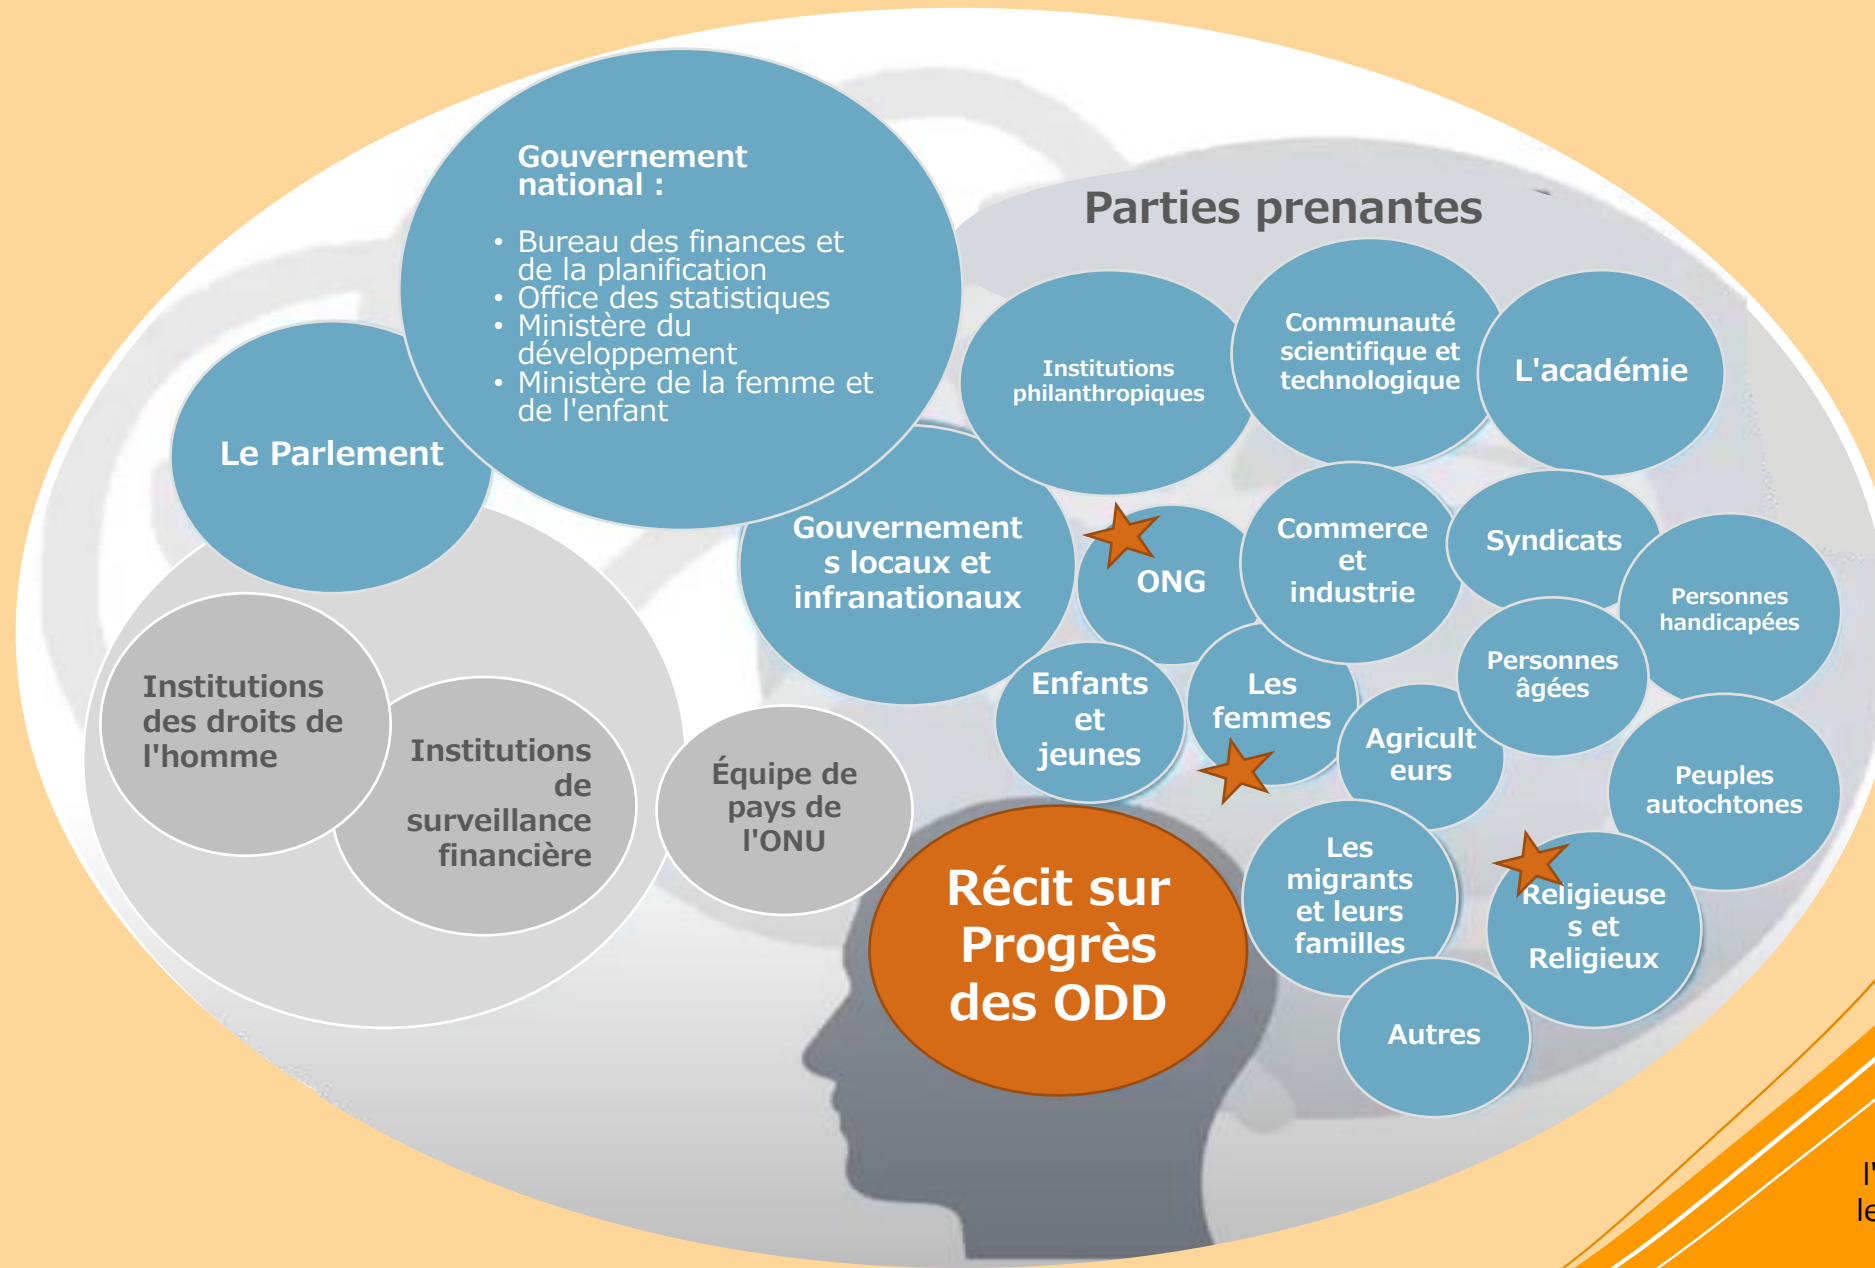 Gouvernement
national :
• Bureau des finances et
de la planification
• Office des statistiques
• Ministère du
développement
• Ministère de la femme et
de l'enfant
Le Parlement
Parties prenantes
Institutions
philanthropiques
Communauté
scientifique et
technologique
L'académie
Gouvernement
s locaux et
infranationaux
ONG
Commerce
et
industrie
Syndicats
Personnes
handicapées
Personnes
âgées
Enfants
et
jeunes
Les
femmes
Agricult
eurs
Peuples
autochtones
Institutions
des droits de
l'homme
Institutions
de
surveillance
financière
Équipe de
pays de
l'ONU
Récit sur
Progrès
des ODD
Les
migrants
et leurs
familles
Religieuse
s et
Religieux
Autres
l'
le